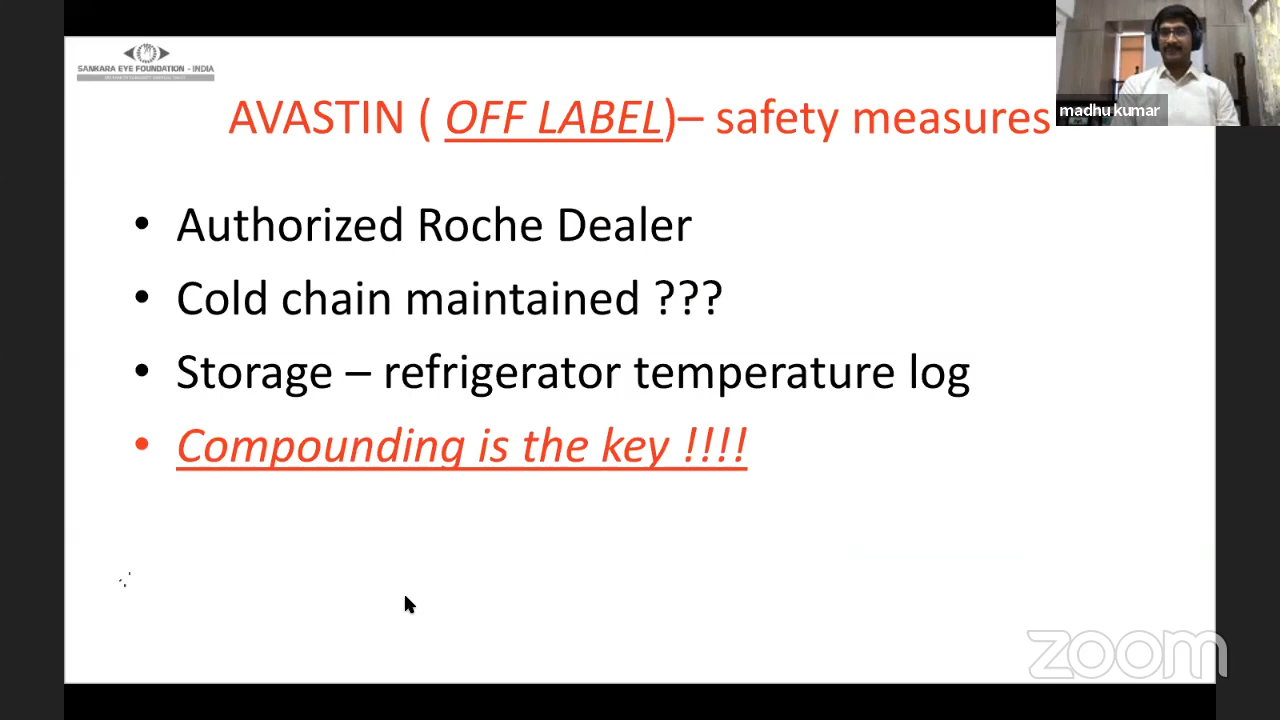 SANKARA EYE FOUNDATION - INDIA
AVASTIN ( OFF LABEL)– safety measures
madhu kumar
• Authorized Roche Dealer
• Cold chain maintained ???
• Storage – refrigerator temperature log
• Compounding is the key !!!!
zoom